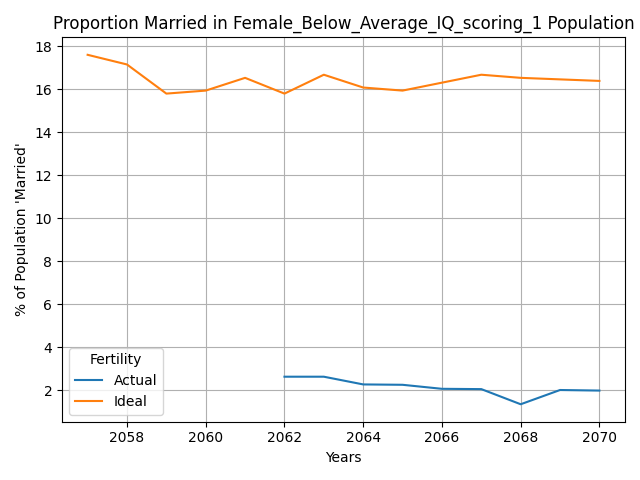 Proportion Married in Female_Below_Average_IQ_scoring_1 Population
% of Population 'Married'
18
16
14
12
10
8
6
4
2
Fertility
Actual
Ideal
2058 2060 2062 2064 2066 2068 2070
Years